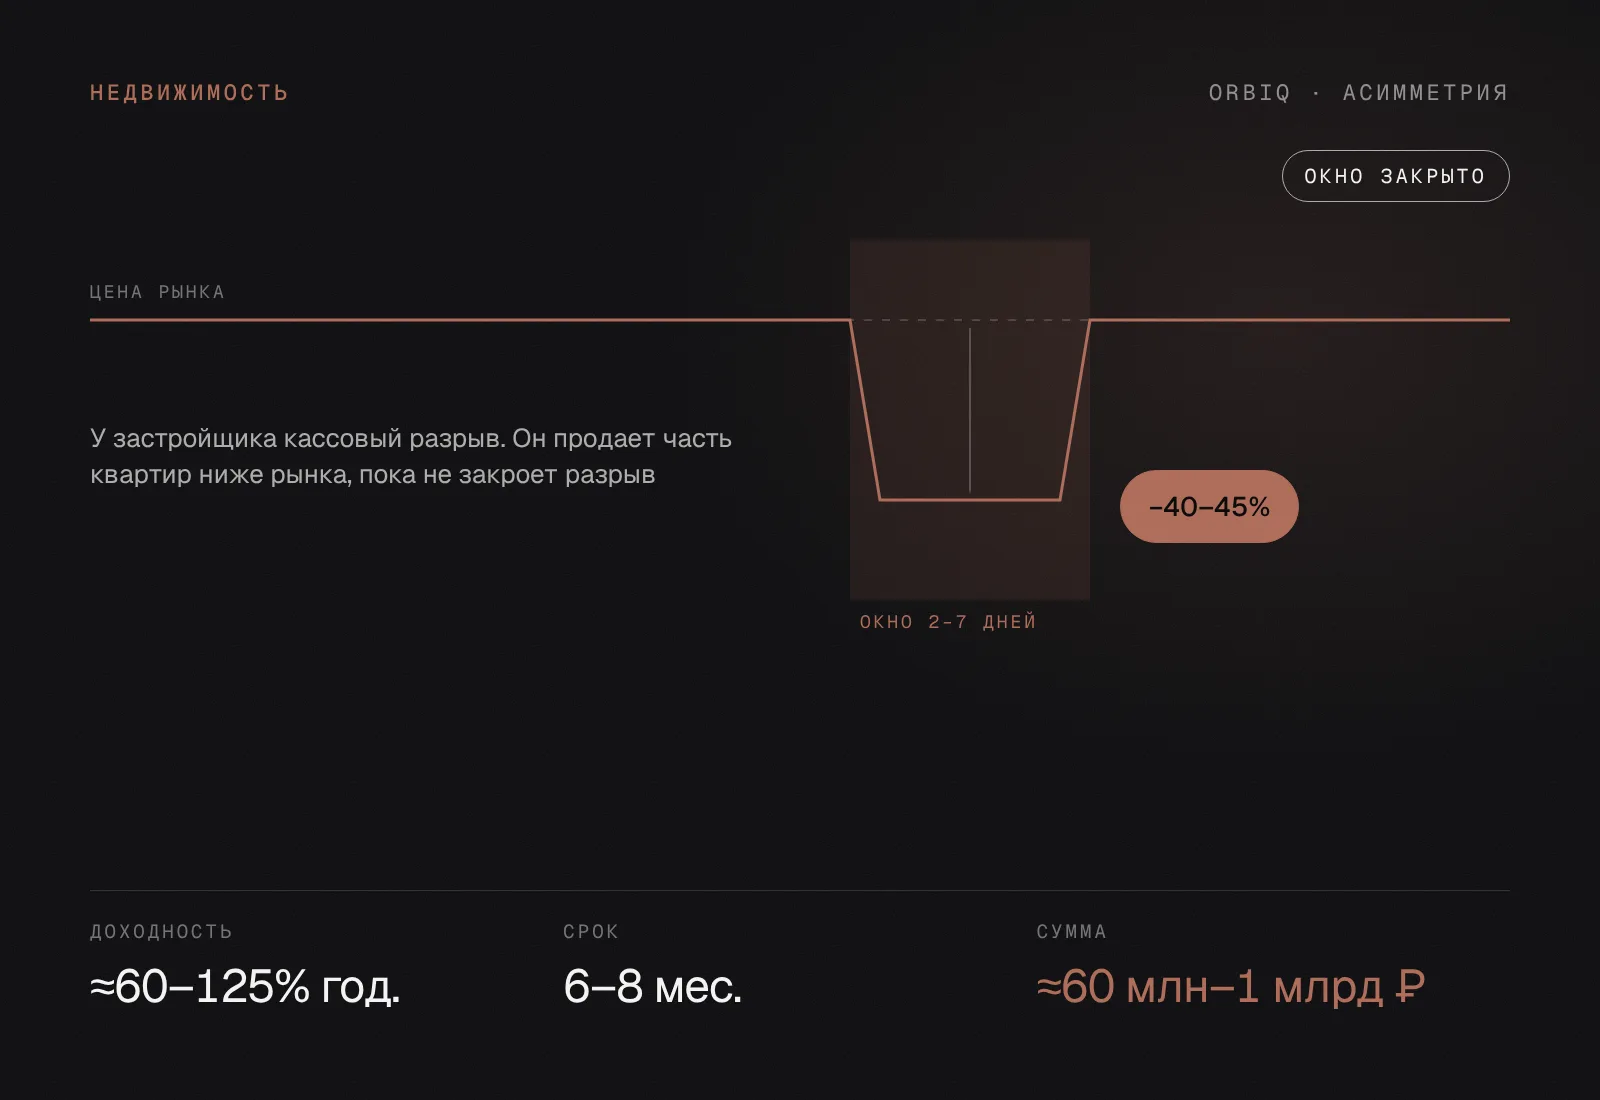 НЕДВИЖИМОСТЬ
ORBIQ · АСИММЕТРИЯ
ОКНО ЗАКРЫТО
ЦЕНА РЫНКА
У застройщика кассовый разрыв. Он продает часть
квартир ниже рынка, пока не закроет разрыв
−40–45%
ОКНО 2–7 ДНЕЙ
ДОХОДНОСТЬ
≈60–125% год.
СРОК
6–8 мес.
СУММА
≈60 млн–1 млрд ₽